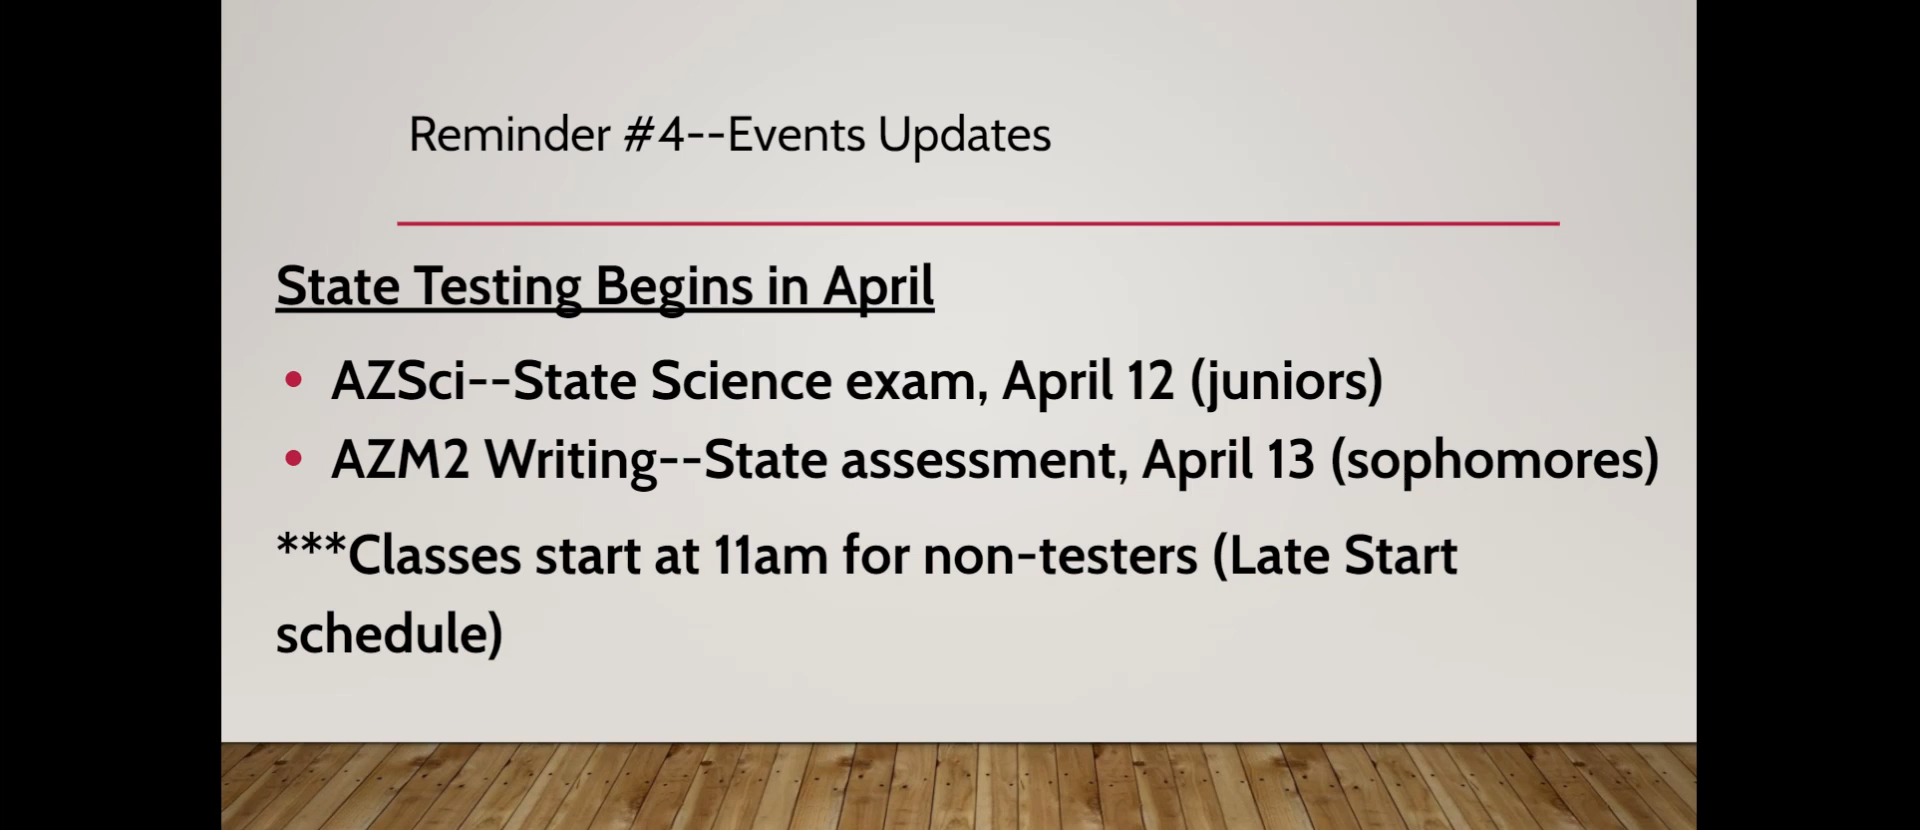 Reminder #4--Events Updates
State Testing Begins in April
• AZSci--State Science exam, April 12 (juniors)
• AZM2 Writing--State assessment, April 13 (sophomores)
***Classes start at 11am for non-testers (Late Start
schedule)